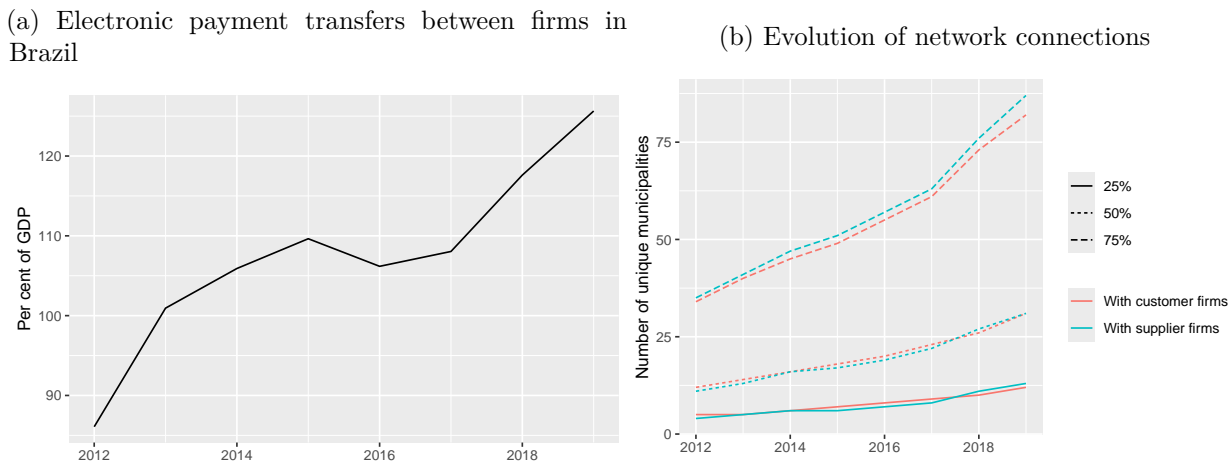 (a) Electronic payment transfers between firms in
Brazil
Per cent of GDP
120
110
100
90
2012
2014
2016
2018
(b) Evolution of network connections
Number of unique municipalities
75
50
25
0
2012
2014
2016
2018
25%
50%
75%
With customer firms
With supplier firms